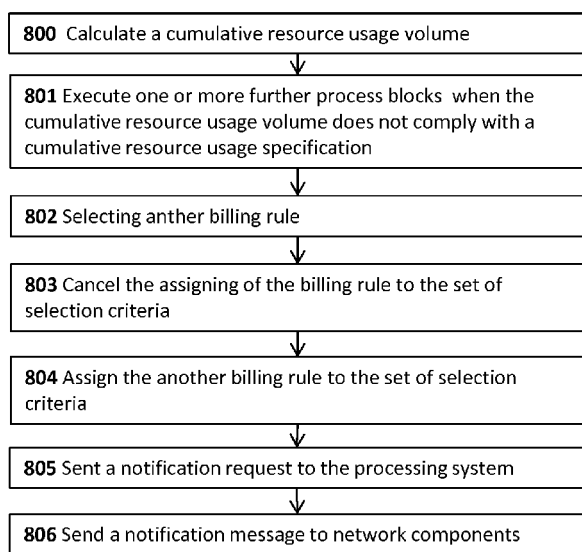 800 Calculate a cumulative resource usage volume
801 Execute one or more further process blocks when the
cumulative resource usage volume does not comply with a
cumulative resource usage specification
802 Selecting anther billing rule
803 Cancel the assigning of the billing rule to the set of
selection criteria
804 Assign the another billing rule to the set of selection
criteria
805 Sent a notification request to the processing system
806 Send a notification message to network components